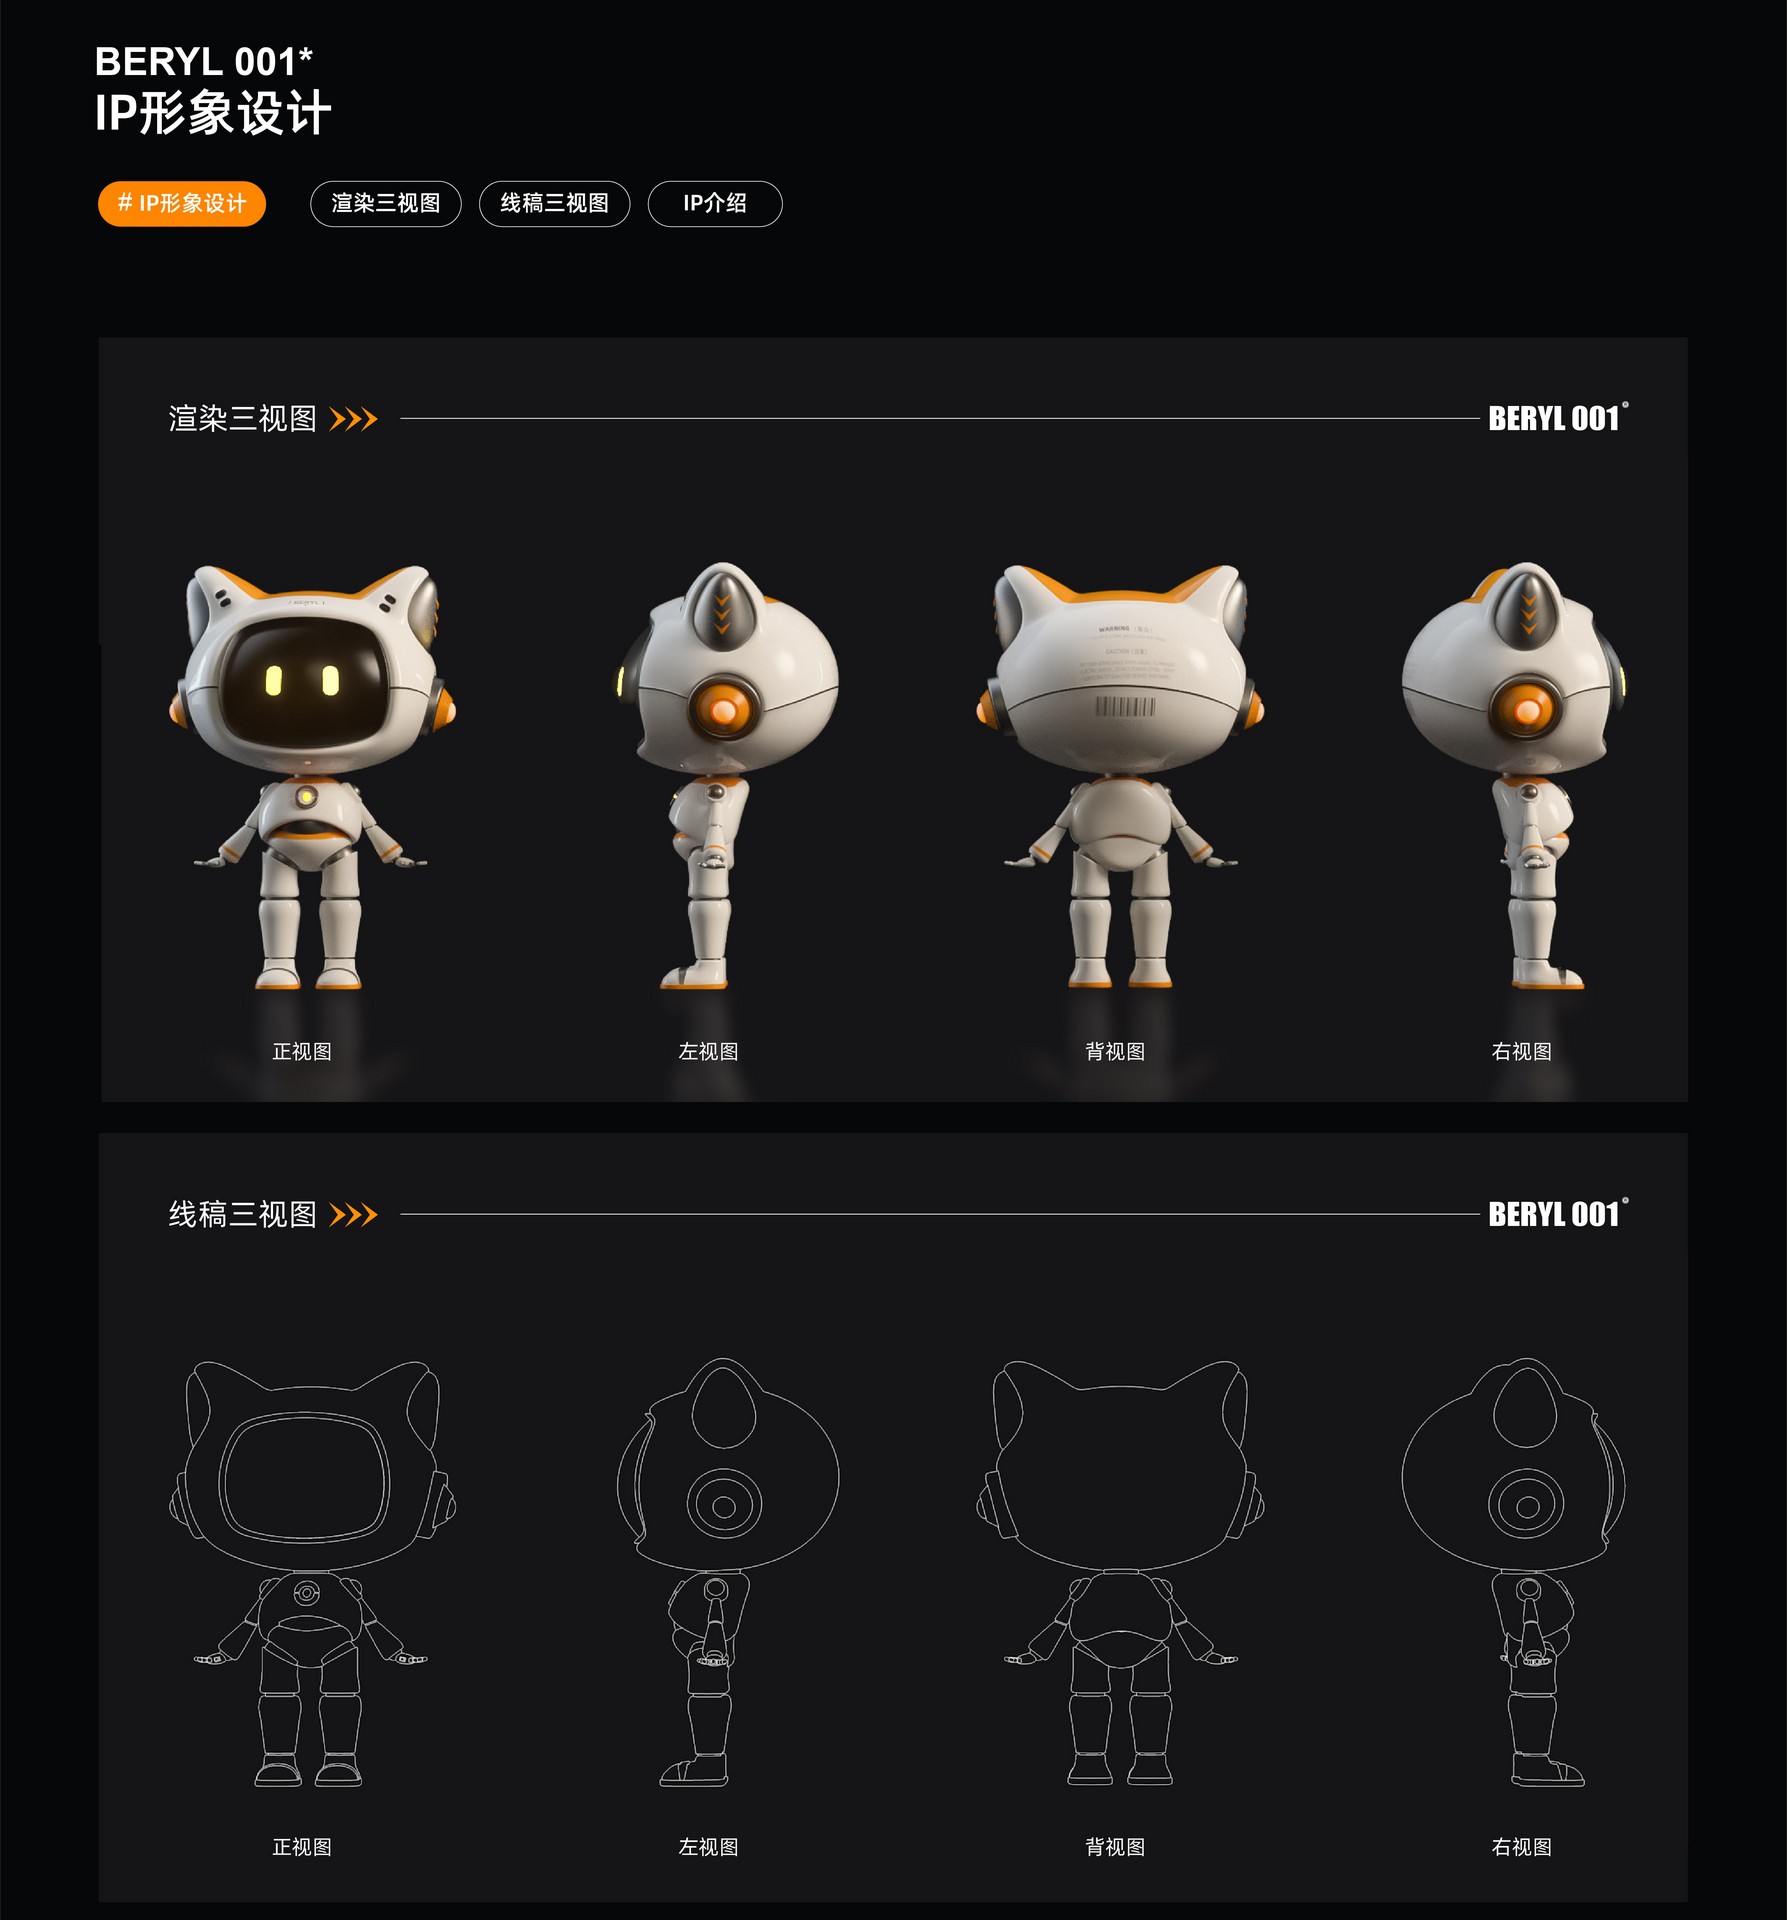 BERYL 001*
IP形象设计
# IP形象设计
渲染三视图
线稿三视图
IP介绍
渲染三视图
BERYL 001®
WARNING
CAUTION
正视图
左视图
背视图
右视图
线稿三视图
BERYL 001®
正视图
左视图
背视图
右视图